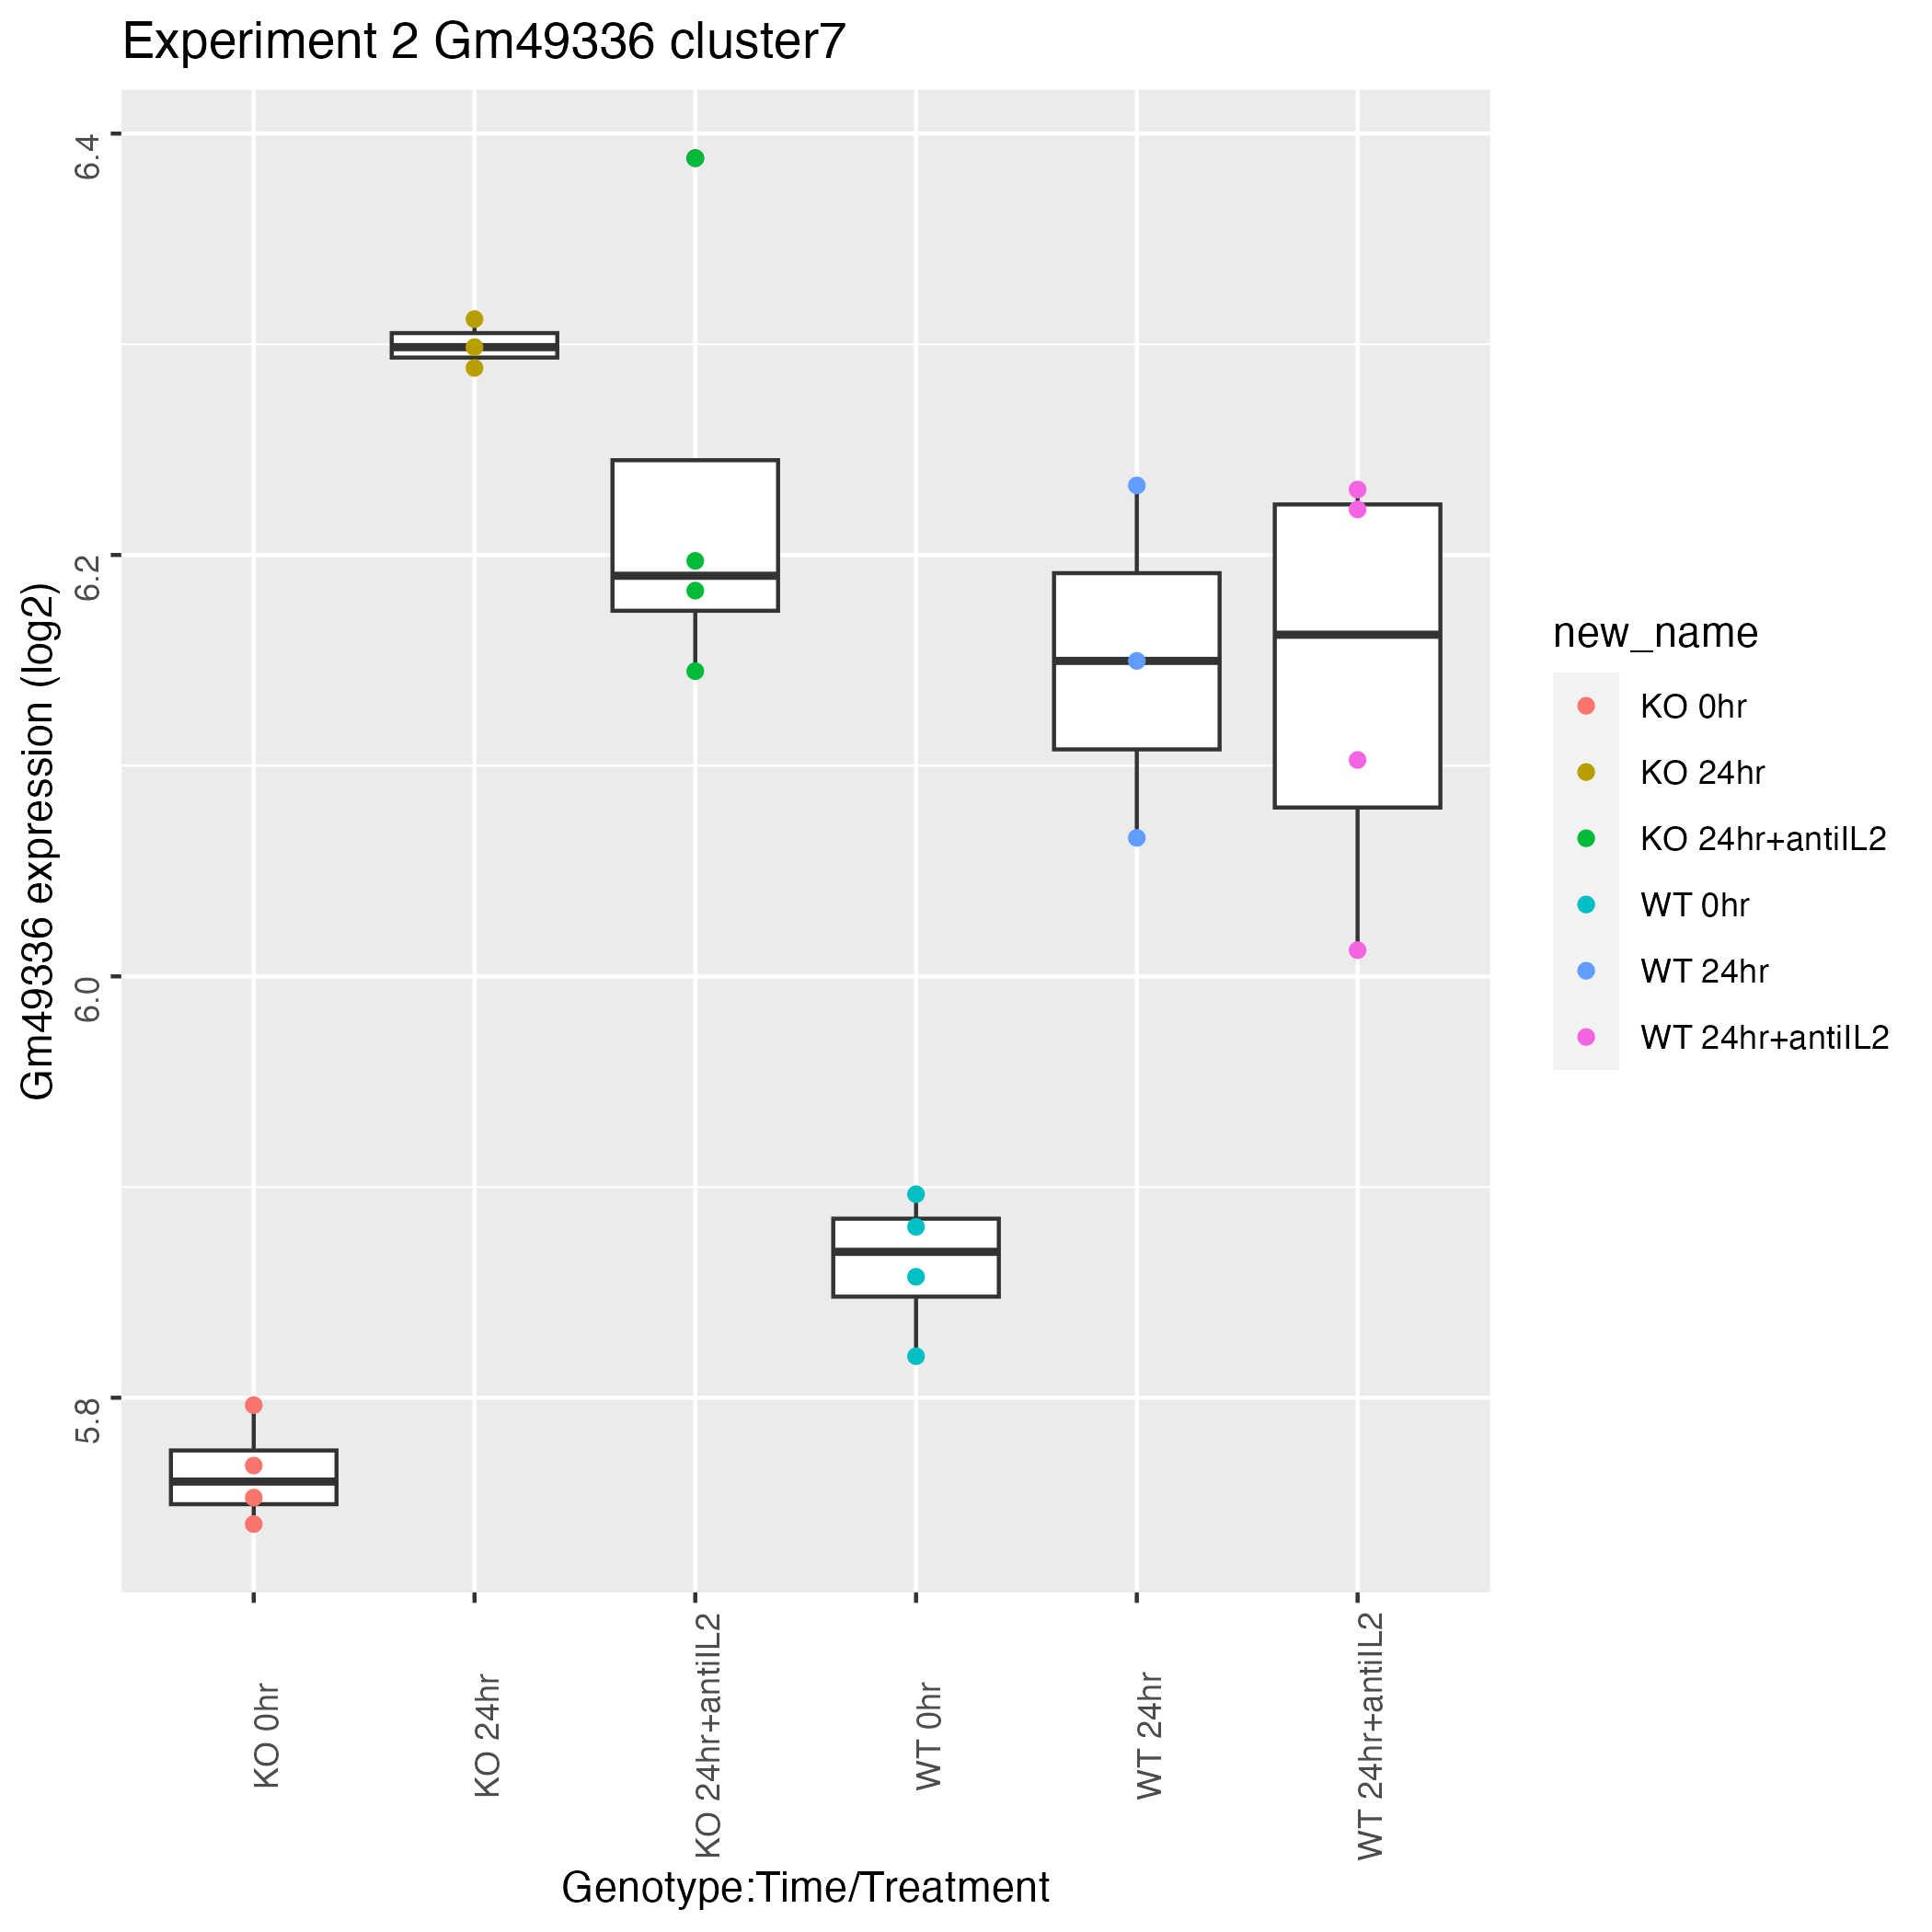 Experiment 2 Gm49336 cluster7
Gm49336 expression (log2)
6.4
6.2
6.0
5.8
KO 0hr
KO 24hr
KO 24hr+antiIL2
WT 0hr
WT 24hr
WT 24hr+antiIL2
Genotype:Time/Treatment
new_name
KO 0hr
KO 24hr
KO 24hr+antiIL2
WT 0hr
WT 24hr
WT 24hr+antiIL2